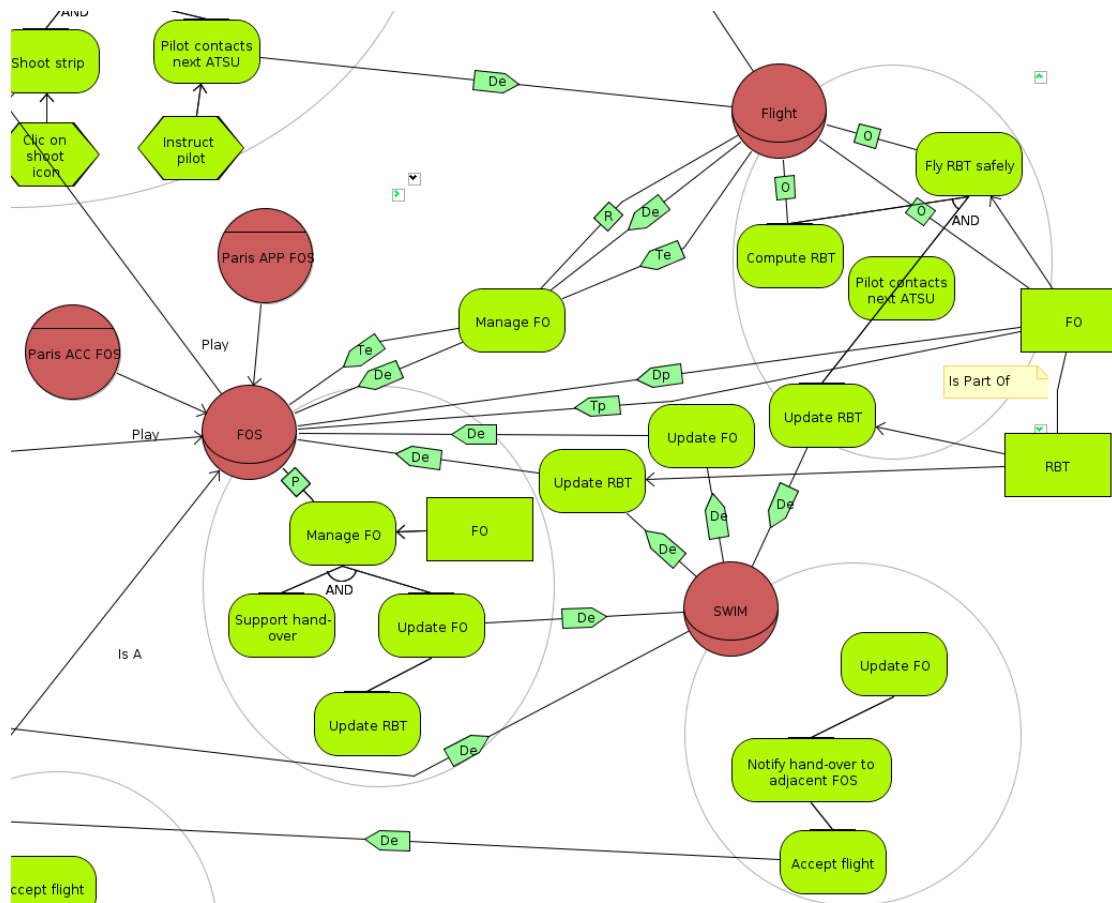 AND
Shoot strip
Pilot contacts
next ATSU
De
Flight
Clic on
shoot
icon
Instruct
pilot
O
Fly RBT safely
O
R
De
O
AND
Te
Compute RBT
Paris APP FOS
Pilot contacts
next ATSU
Manage FO
FO
Play
Te
Paris ACC FOS
De
Dp
Is Part Of
Tp
Update RBT
FOS
Play
De
Update FO
De
RBT
P
Update RBT
De
De
De
Manage FO
FO
AND
Support hand-
over
Update FO
De
SWIM
Is A
Update FO
Update RBT
De
Notify hand-over to
adjacent FOS
De
Accept flight
ccept flight